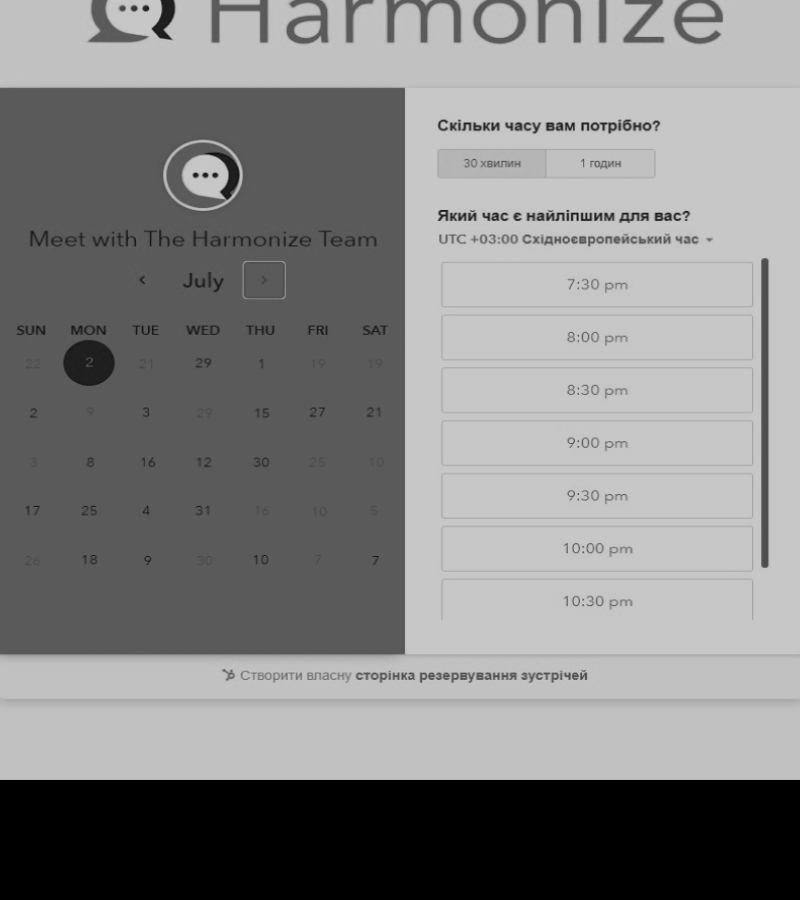 Harmonize
Meet with The Harmonize Team
July
SUN MON TUE WED THU FRI SAT
22 2 21 29 1 19 19
2 9 3 29 15 27 21
3 8 16 12 30 25 10
17 25 4 31 16 10 5
26 18 9 30 10 7 7
Скільки часу вам потрібно?
30 хвилин 1 годин
Який час є найліпшим для вас?
UTC +03:00 Східноєвропейський час
7:30 pm
8:00 pm
8:30 pm
9:00 pm
9:30 pm
10:00 pm
10:30 pm
Створити власну сторінка резервування зустрічей